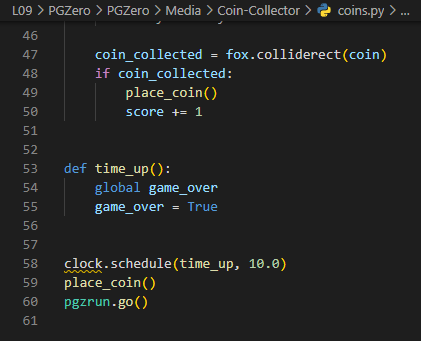 L09 > PGZero > PGZero > Media > Coin-Collector > coins.py > ...
46
47 coin_collected = fox.colliderect(coin)
48 if coin_collected:
49 place_coin()
50 score += 1
51
52
53 def time_up():
54 global game_over
55 game_over = True
56
57
58 clock.schedule(time_up, 10.0)
59 place_coin()
60 pgzrun.go()
61